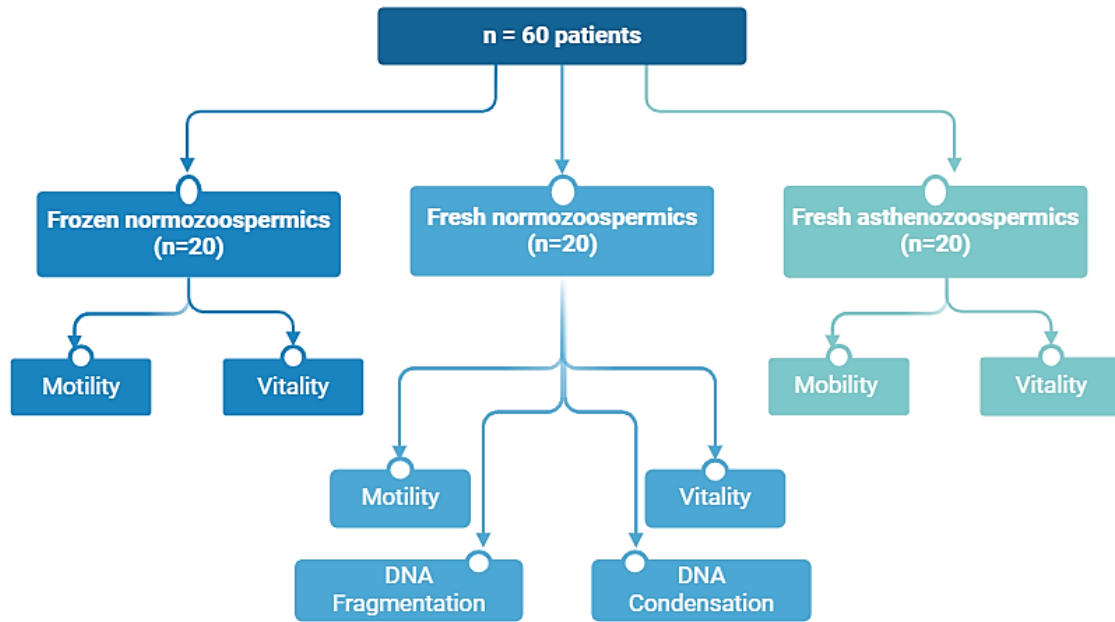 n = 60 patients
Frozen normozoospermics
(n=20)
Fresh normozoospermics
(n=20)
Fresh asthenozoospermics
(n=20)
Motility
Vitality
Mobility
Vitality
Motility
Vitality
DNA
Fragmentation
DNA
Condensation